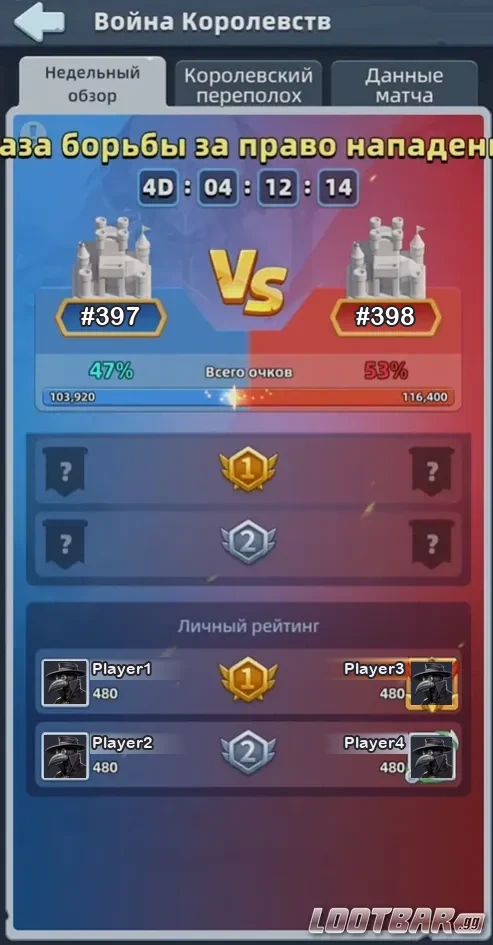 Война Королевств
Недельный
обзор
Королевский
переполох
Данные
матча
аза борьбы за право нападен
4D : 04 : 12 : 14
Vs
#397
#398
47%
Всего очков
53%
103,920
116,400
?
1
?
?
2
?
Личный рейтинг
Player1
480
1
Player3
480
Player2
480
2
Player4
480
LOOTBAR.gg